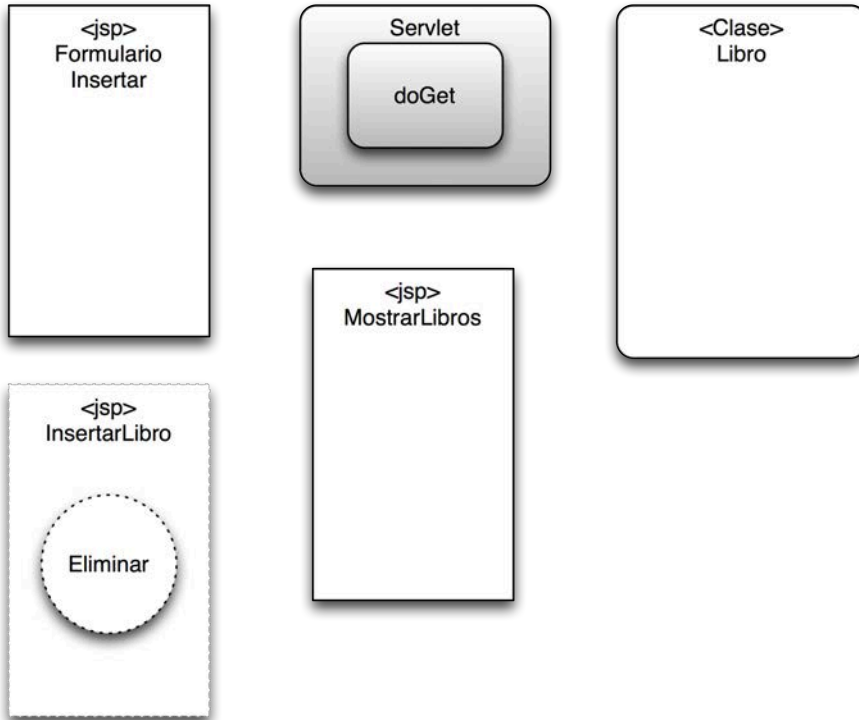 <jsp>
Formulario
Insertar
Servlet
doGet
<Clase>
Libro
<jsp>
MostrarLibros
<jsp>
InsertarLibro
Eliminar